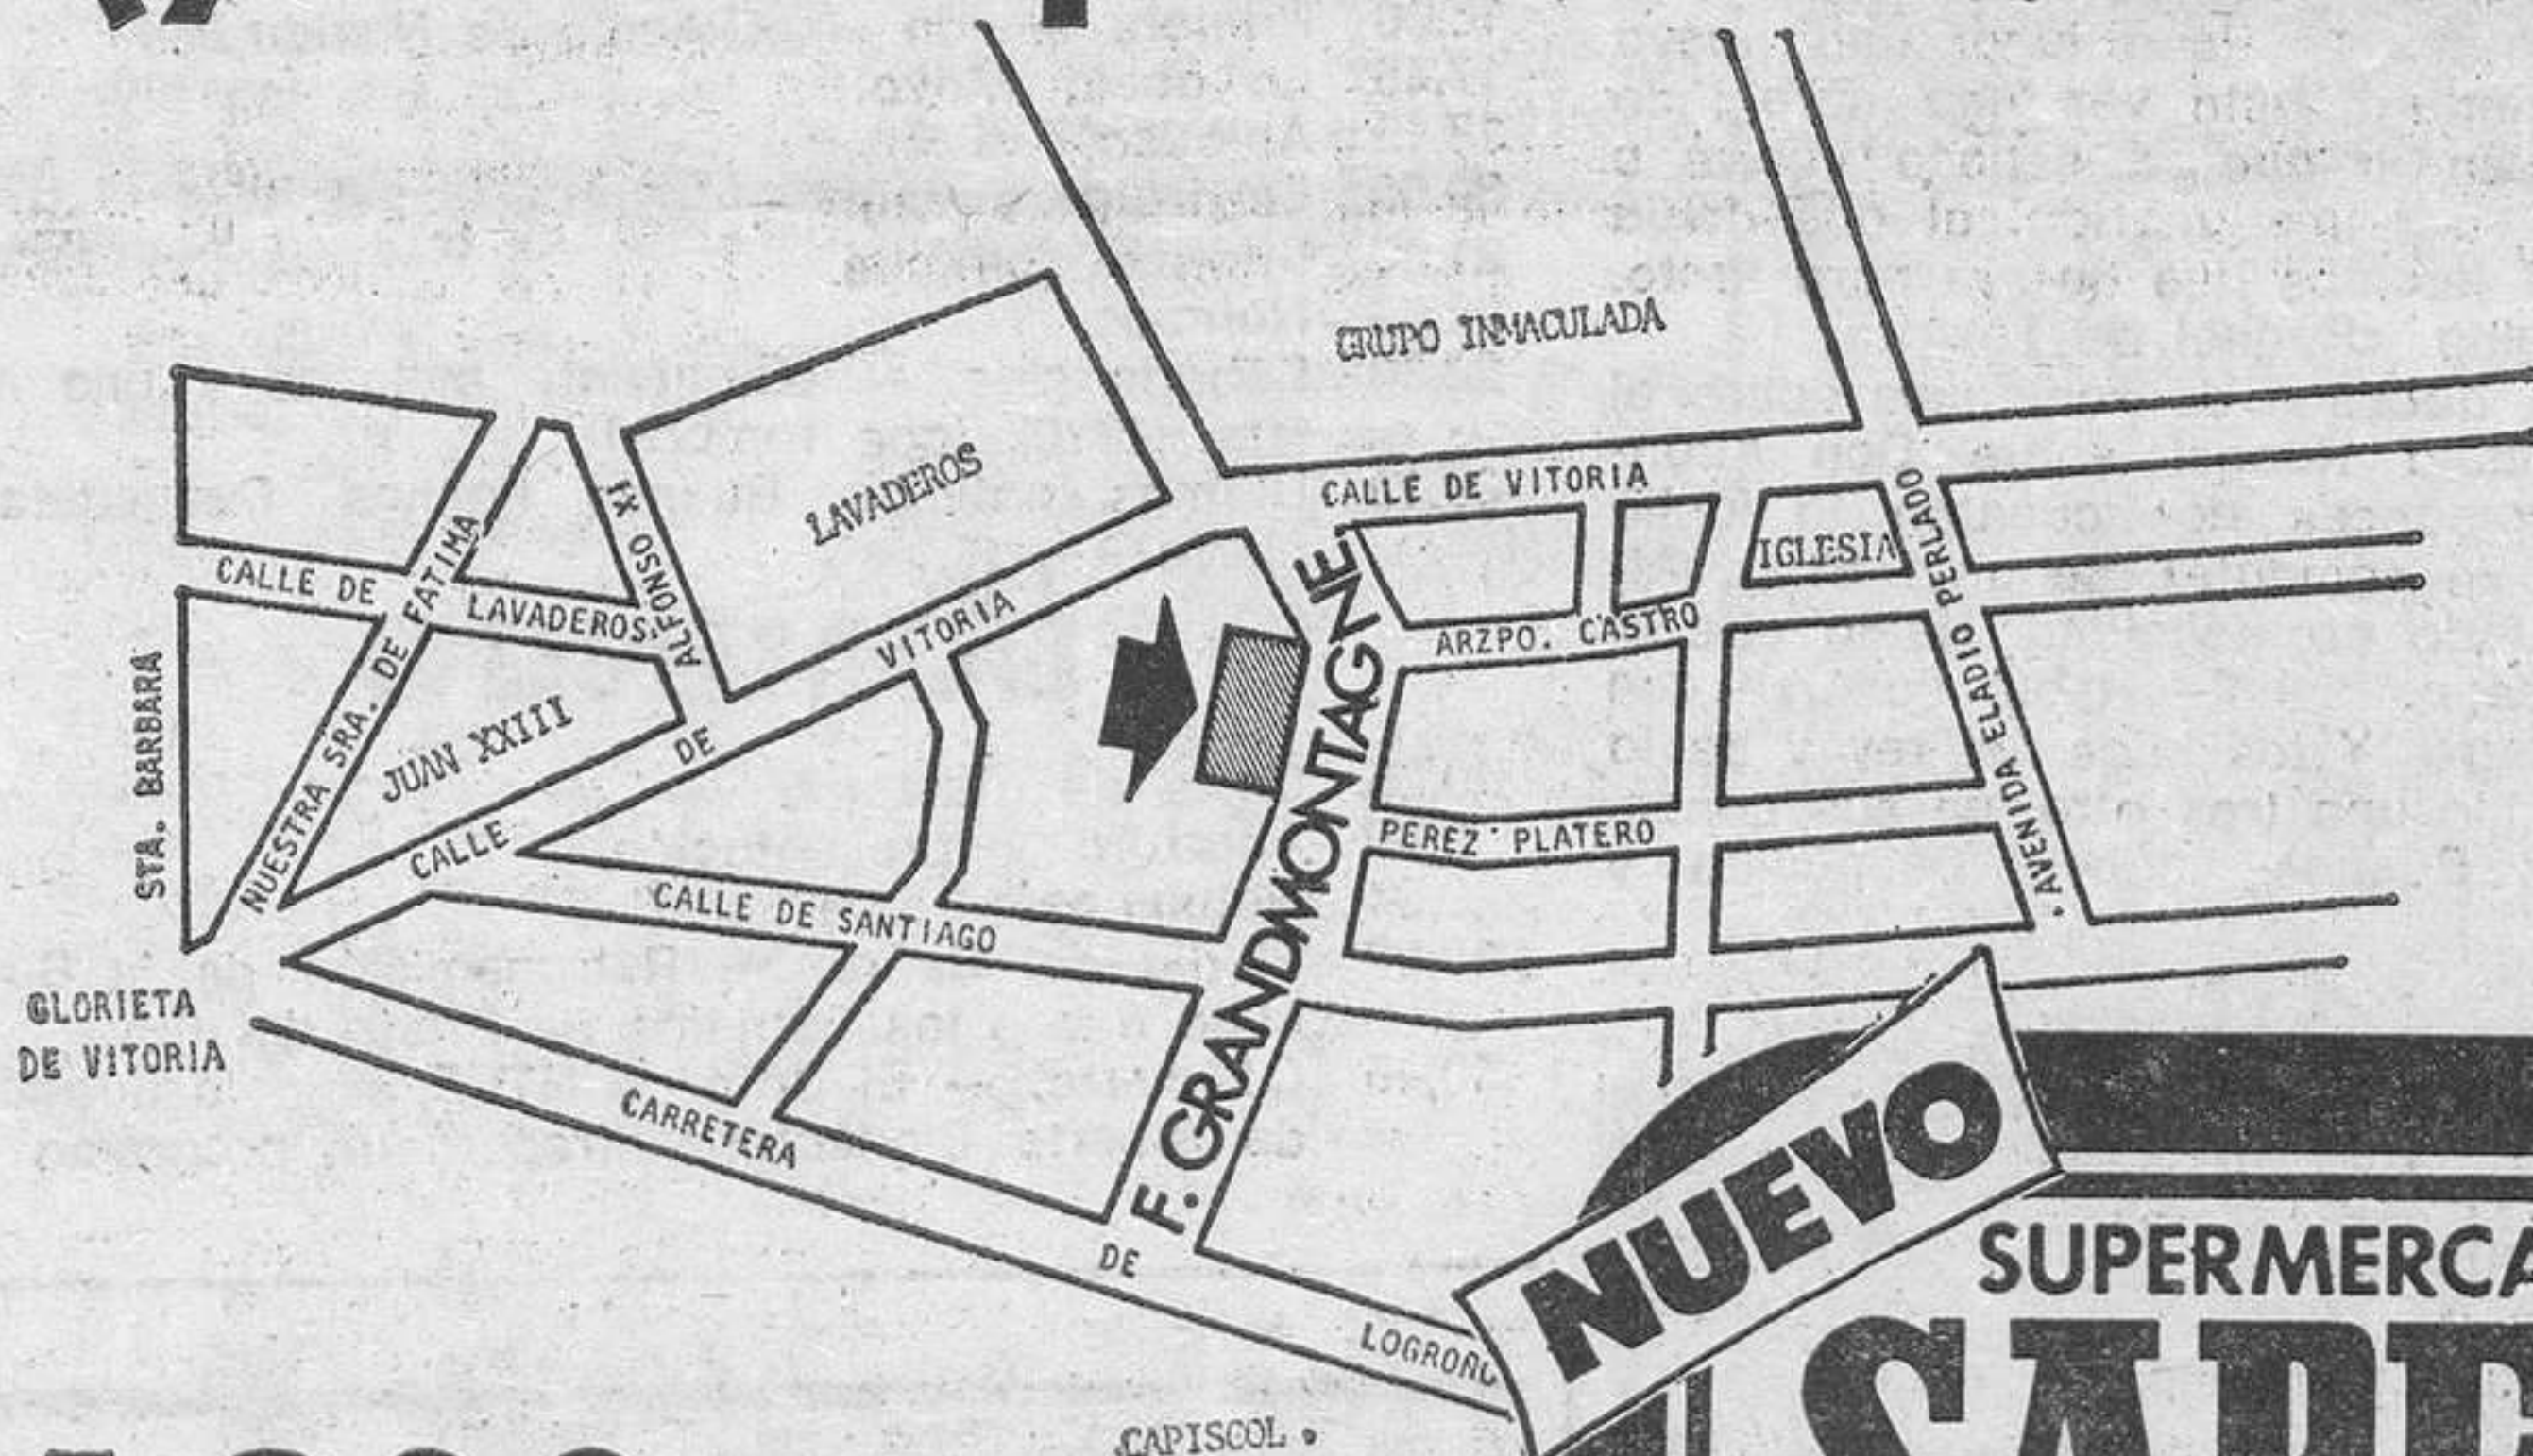 GRUPO INMACULADA
LAVADEROS
CALLE DE VITORIA
IGLESIA
ALFONSO XI
CALLE DE LAVADEROS
ARZPO. CASTRO
CALLE DE VITORIA
NUESTRA SRA. DE FATIMA
JUAN XXIII
STA. BARBARA
PEREZ PLATERO
AVENIDA ELADIO PERLADO
F. GRANDMONTAGNE
CALLE DE SANTIAGO
GLORIETA
DE VITORIA
CARRETERA DE LOGROÑO
NUEVO
SUPERMERCA
CAPISCOL